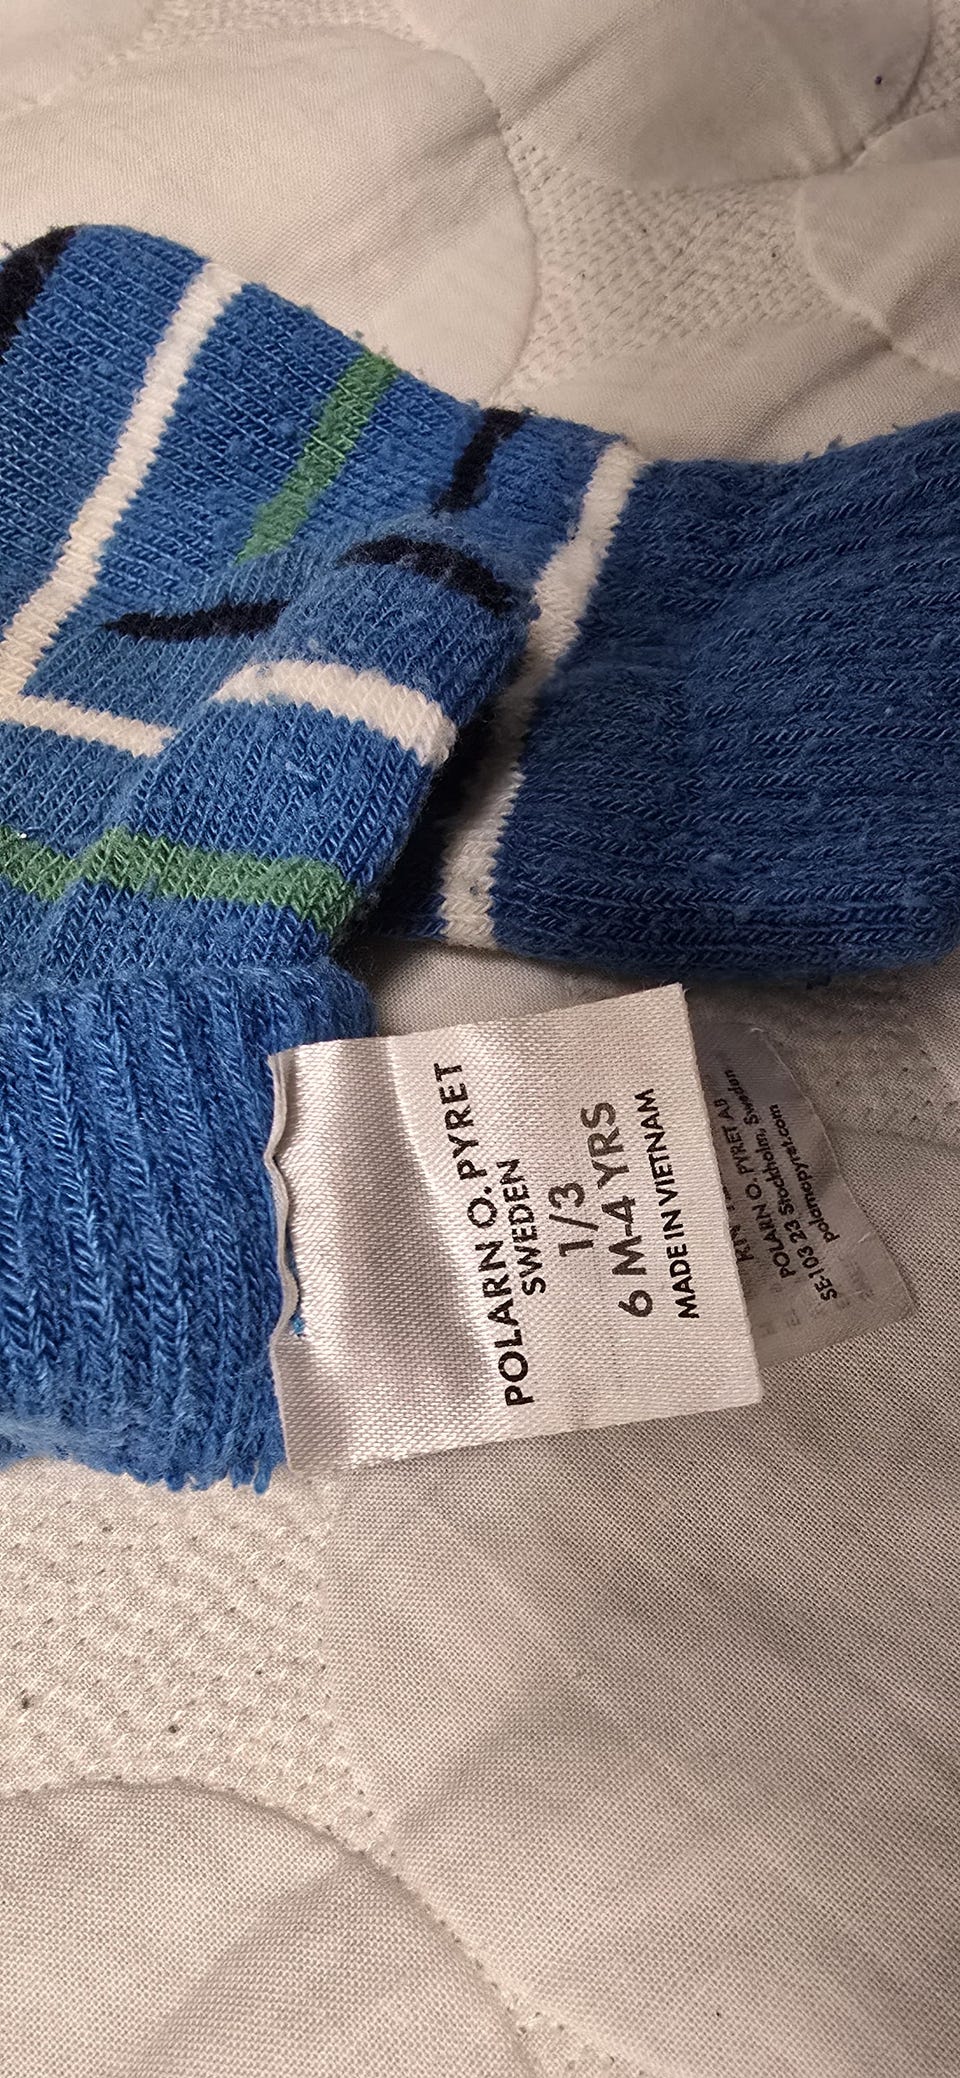 POLARN O. PYRET
SWEDEN
1/3
6 M-4 YRS
MADE IN VIETNAM
POLARN O. PYRET AB
SE-103 23 Stockholm, Sweden
polarnopyret.com